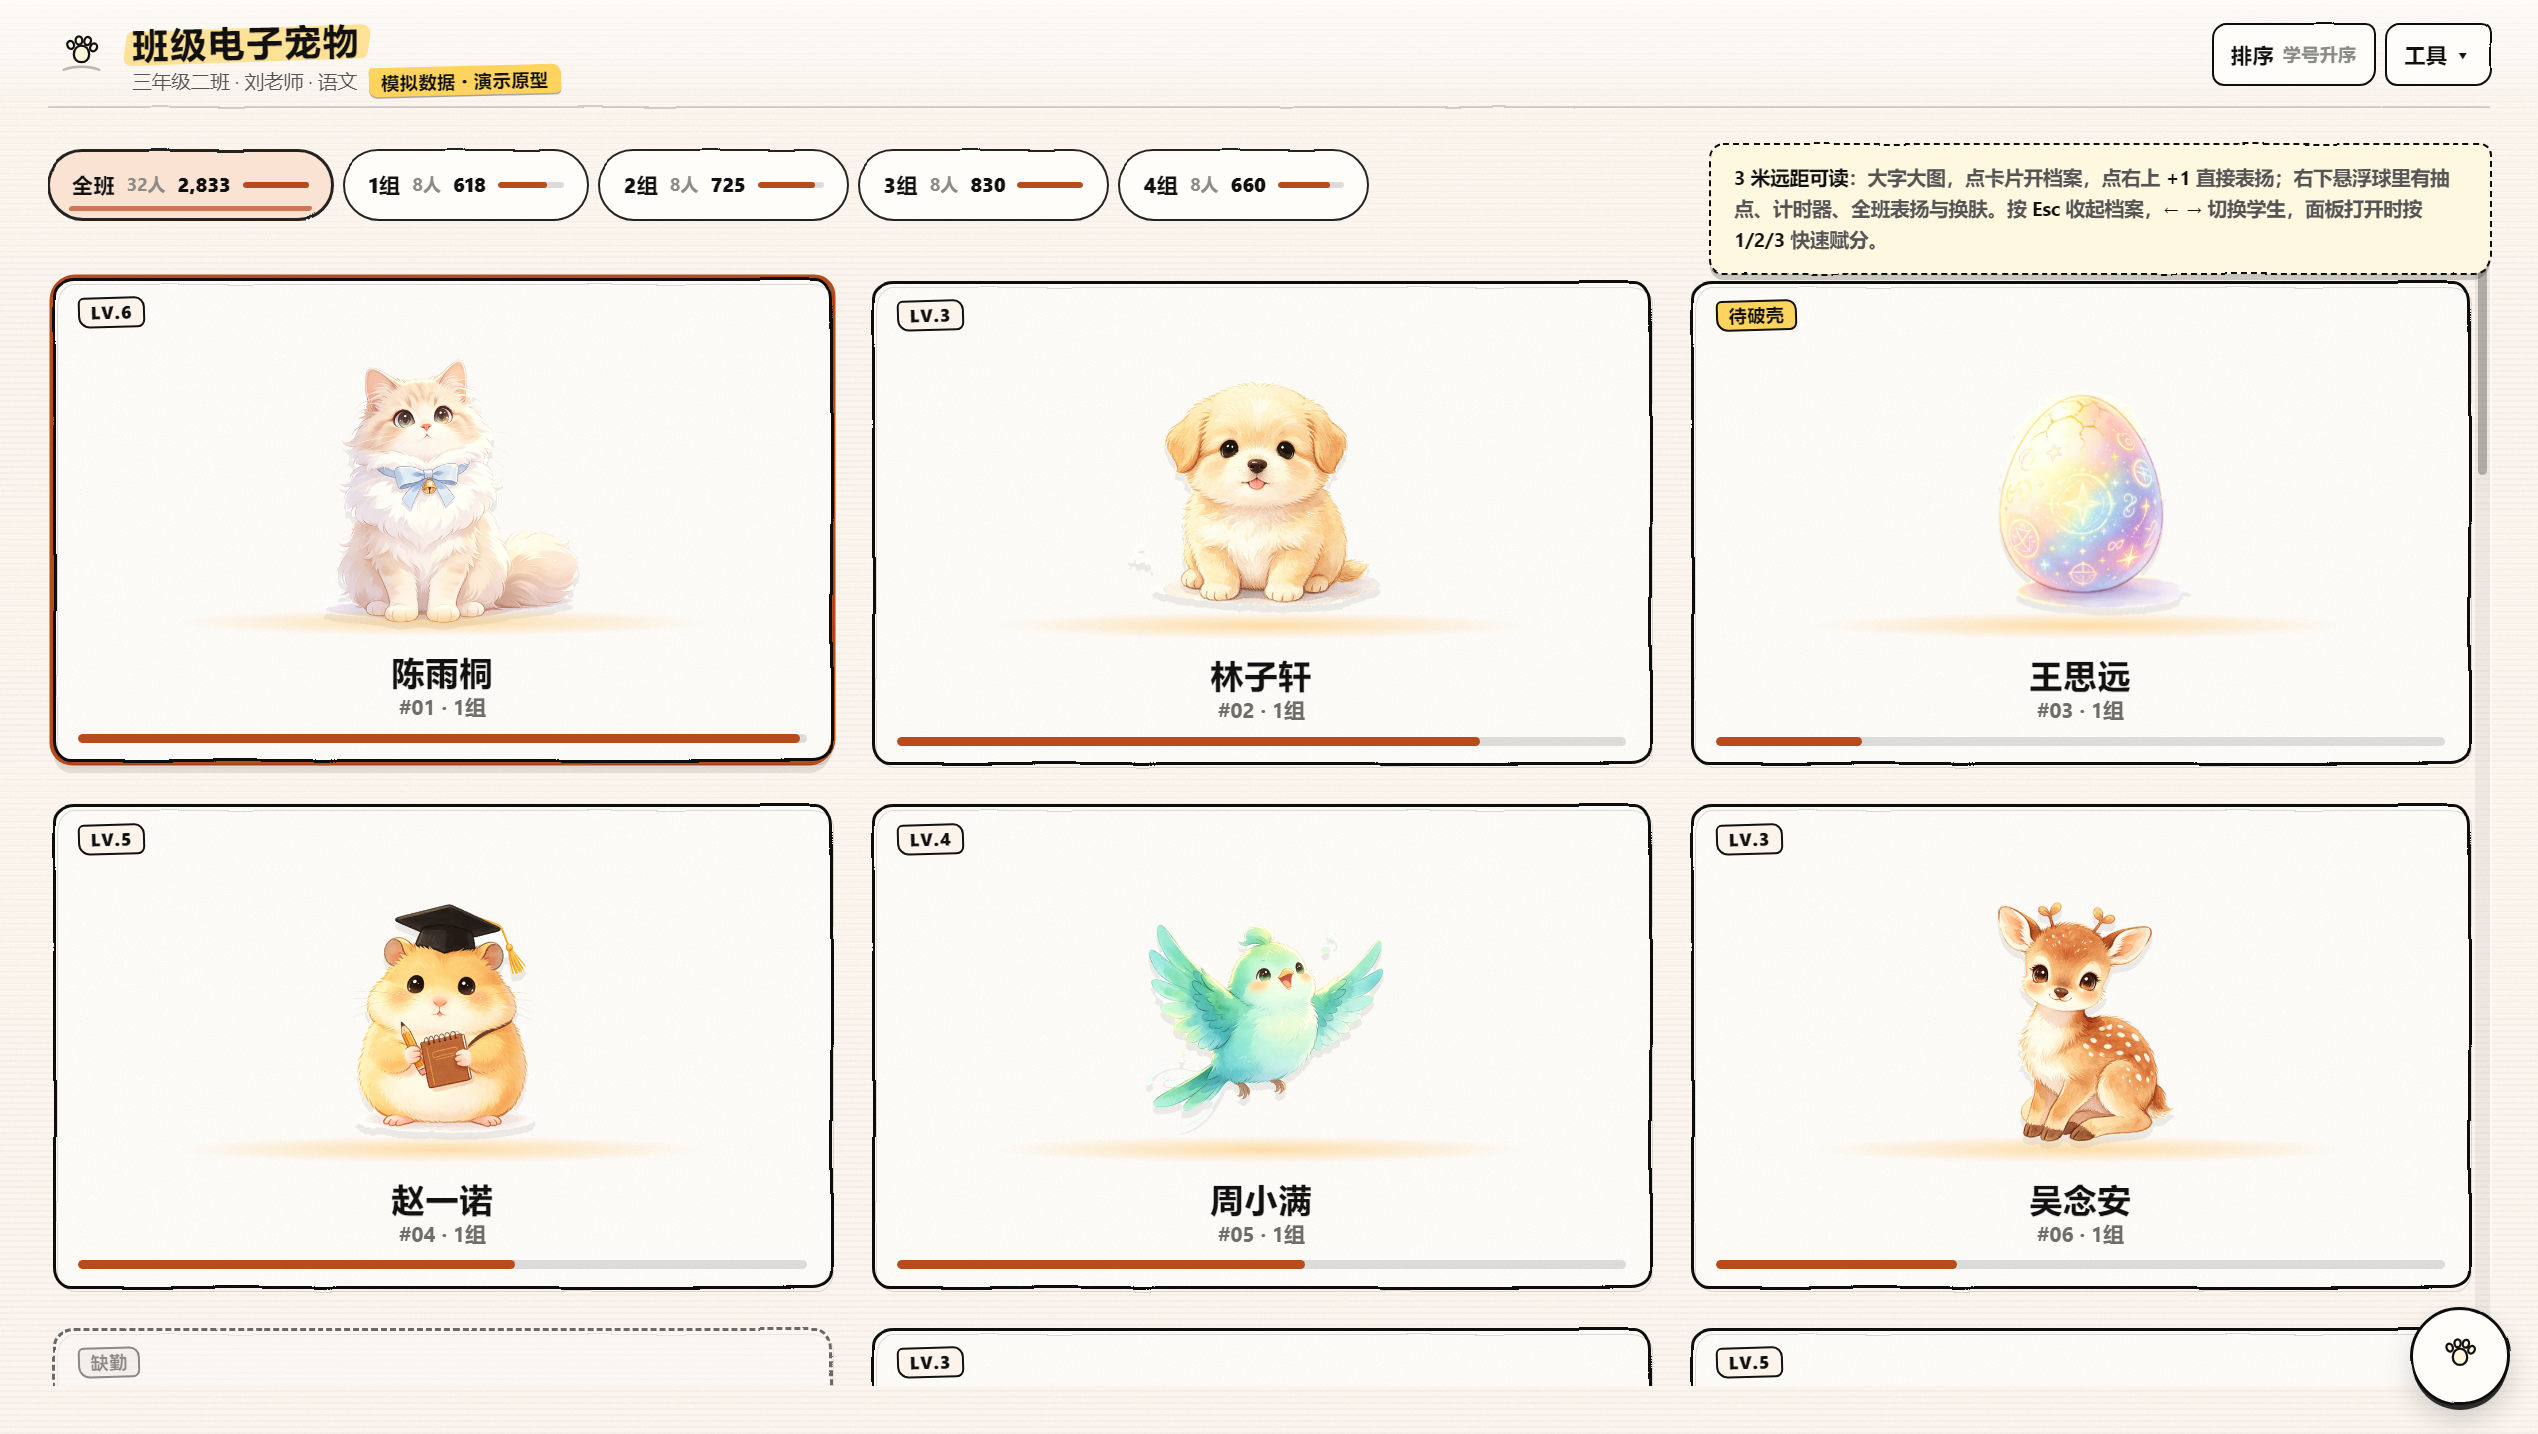 班级电子宠物
三年级二班 · 刘老师 · 语文 模拟数据 · 演示原型
排序 学号升序
工具 ▼
全班 32人 2,833
1组 8人 618
2组 8人 725
3组 8人 830
4组 8人 660
3 米远距可读：大字大图，点卡片开档案，点右上 +1 直接表扬；右下悬浮球里有抽
点、计时器、全班表扬与换肤。按 Esc 收起档案，← → 切换学生，面板打开时按
1/2/3 快速赋分。
LV.6
陈雨桐
#01 · 1组
LV.3
林子轩
#02 · 1组
待破壳
王思远
#03 · 1组
LV.5
赵一诺
#04 · 1组
LV.4
周小满
#05 · 1组
LV.3
吴念安
#06 · 1组
缺勤
LV.3
LV.5